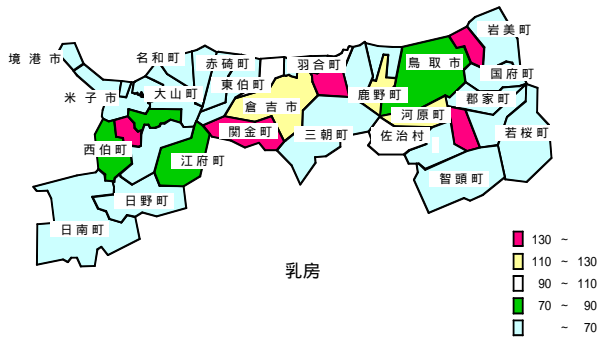 岩美町
境港市
名和町
赤碕町
羽合町
鳥取市
国府町
東伯町
大山町
米子市
鹿野町
郡家町
倉吉市
河原町
関金町
三朝町
佐治村
若桜町
西伯町
江府町
智頭町
日野町
日南町
乳房
130 ~
110 ~ 130
90 ~ 110
70 ~ 90
~ 70